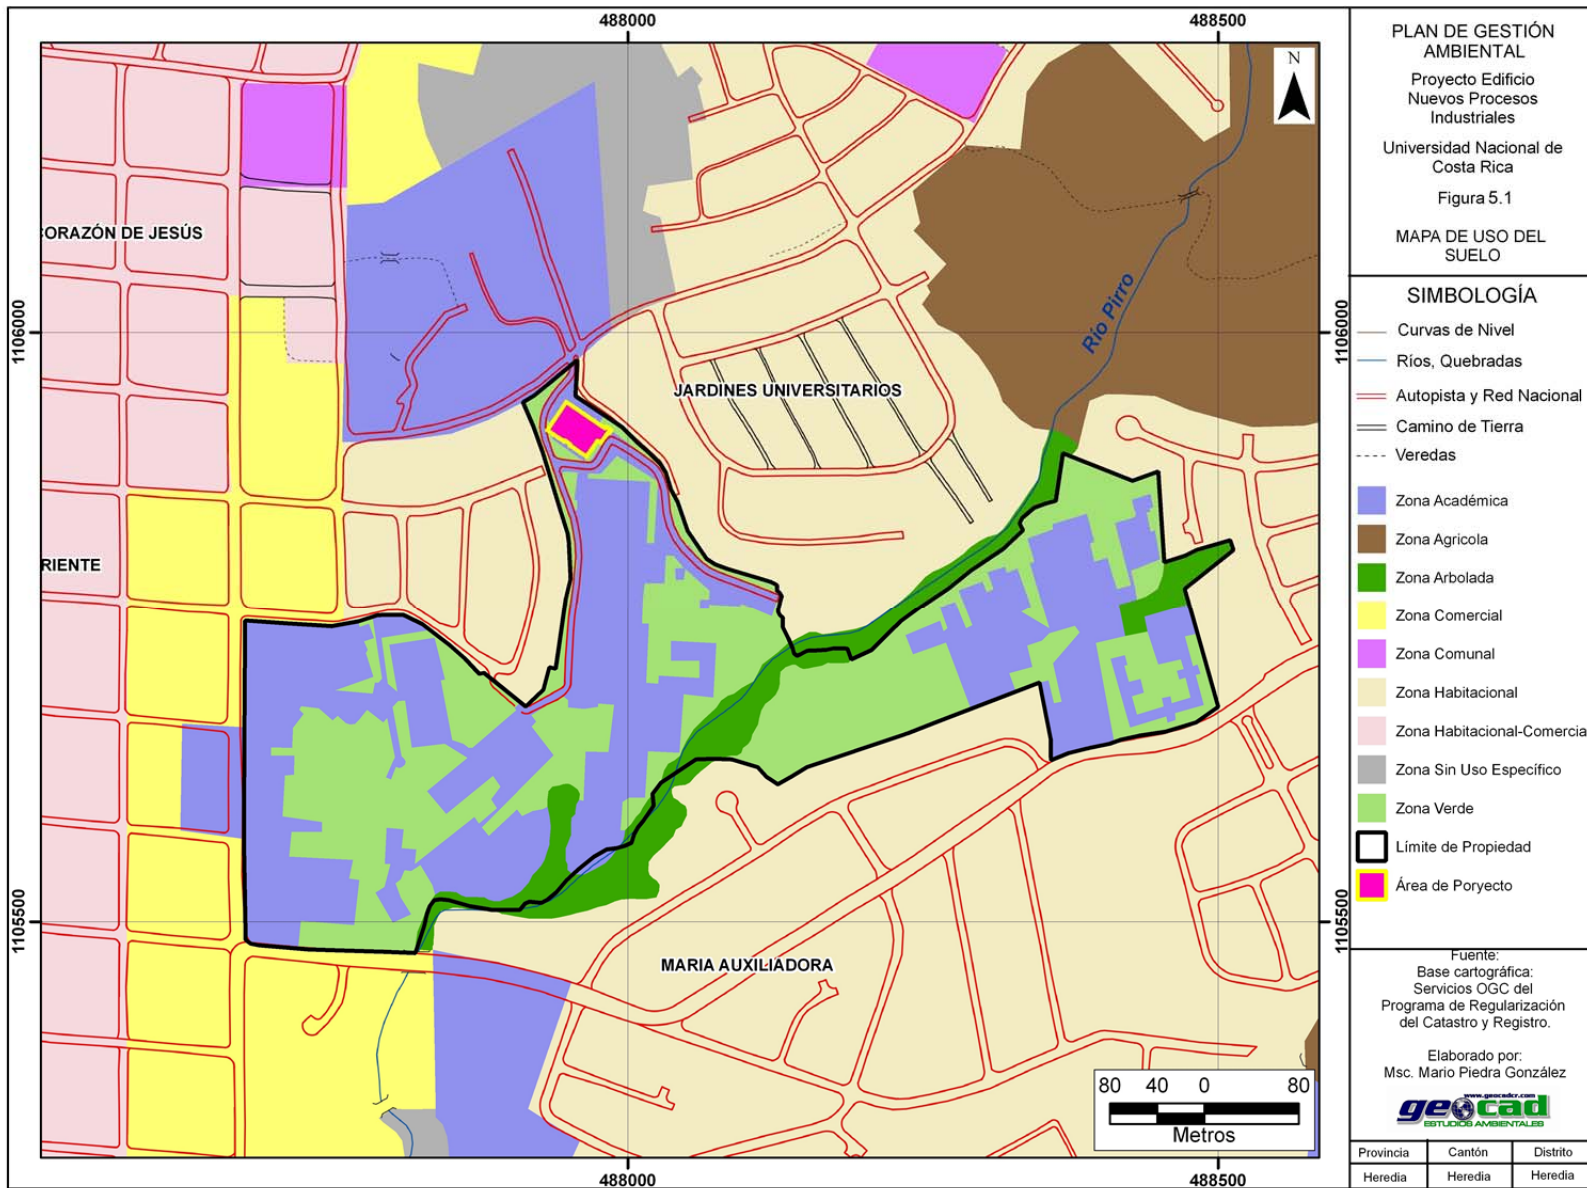 488000
488500
PLAN DE GESTIÓN
AMBIENTAL
Proyecto Edificio
Nuevos Procesos
Industriales
Universidad Nacional de
Costa Rica
Figura 5.1
MAPA DE USO DEL
SUELO
N
ORAZÓN DE JESÚS
RIENTE
JARDINES UNIVERSITARIOS
Río Pirro
MARIA AUXILIADORA
1106000
1106000
1105500
1105500
SIMBOLOGÍA
Curvas de Nivel
Ríos, Quebradas
Autopista y Red Nacional
Camino de Tierra
Veredas
Zona Académica
Zona Agricola
Zona Arbolada
Zona Comercial
Zona Comunal
Zona Habitacional
Zona Habitacional-Comercia
Zona Sin Uso Específico
Zona Verde
Límite de Propiedad
Área de Poryecto
Fuente:
Base cartográfica:
Servicios OGC del
Programa de Regularización
del Catastro y Registro.
Elaborado por:
Msc. Mario Piedra González
www.geocadcr.com
geocad
ESTUDIOS AMBIENTALES
Provincia Cantón Distrito
Heredia Heredia Heredia
80 40 0 80
Metros
488000
488500